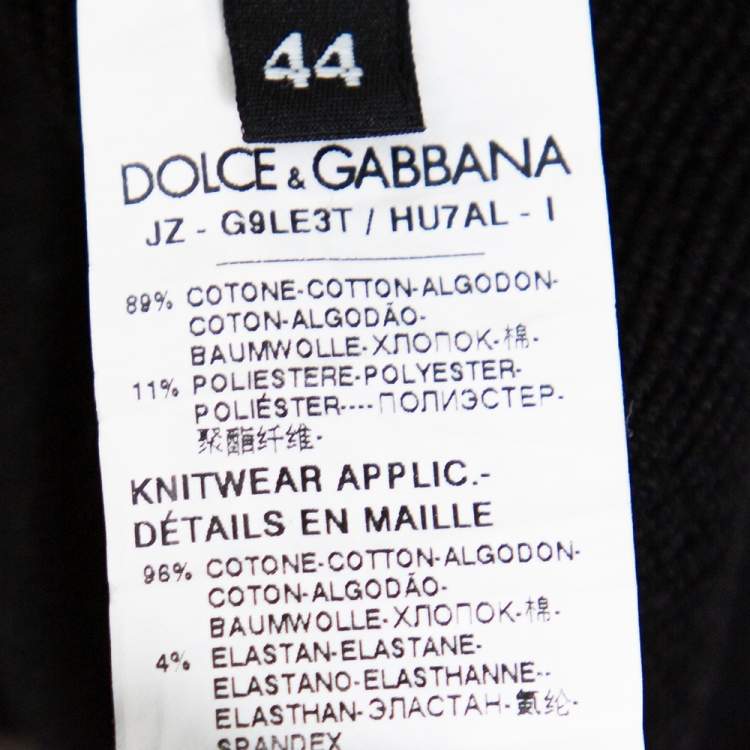 44
DOLCE & GABBANA
JZ - G9LE3T / HU7AL - I
89% COTONE-COTTON-ALGODON-
COTON-ALGODÃO-
BAUMWOLLE-ХЛОПОК-棉-
11% POLIESTERE-POLYESTER-
POLIÉSTER----ПОЛИЭСТЕР-
聚酯纤维-
KNITWEAR APPLIC.-
DÉTAILS EN MAILLE
96% COTONE-COTTON-ALGODON-
COTON-ALGODÃO-
BAUMWOLLE-ХЛОПОК-棉-
4% ELASTAN-ELASTANE-
ELASTANO-ELASTHANNE--
ELASTHAN-ЭЛАСТАН-氨纶-
SPANDEX